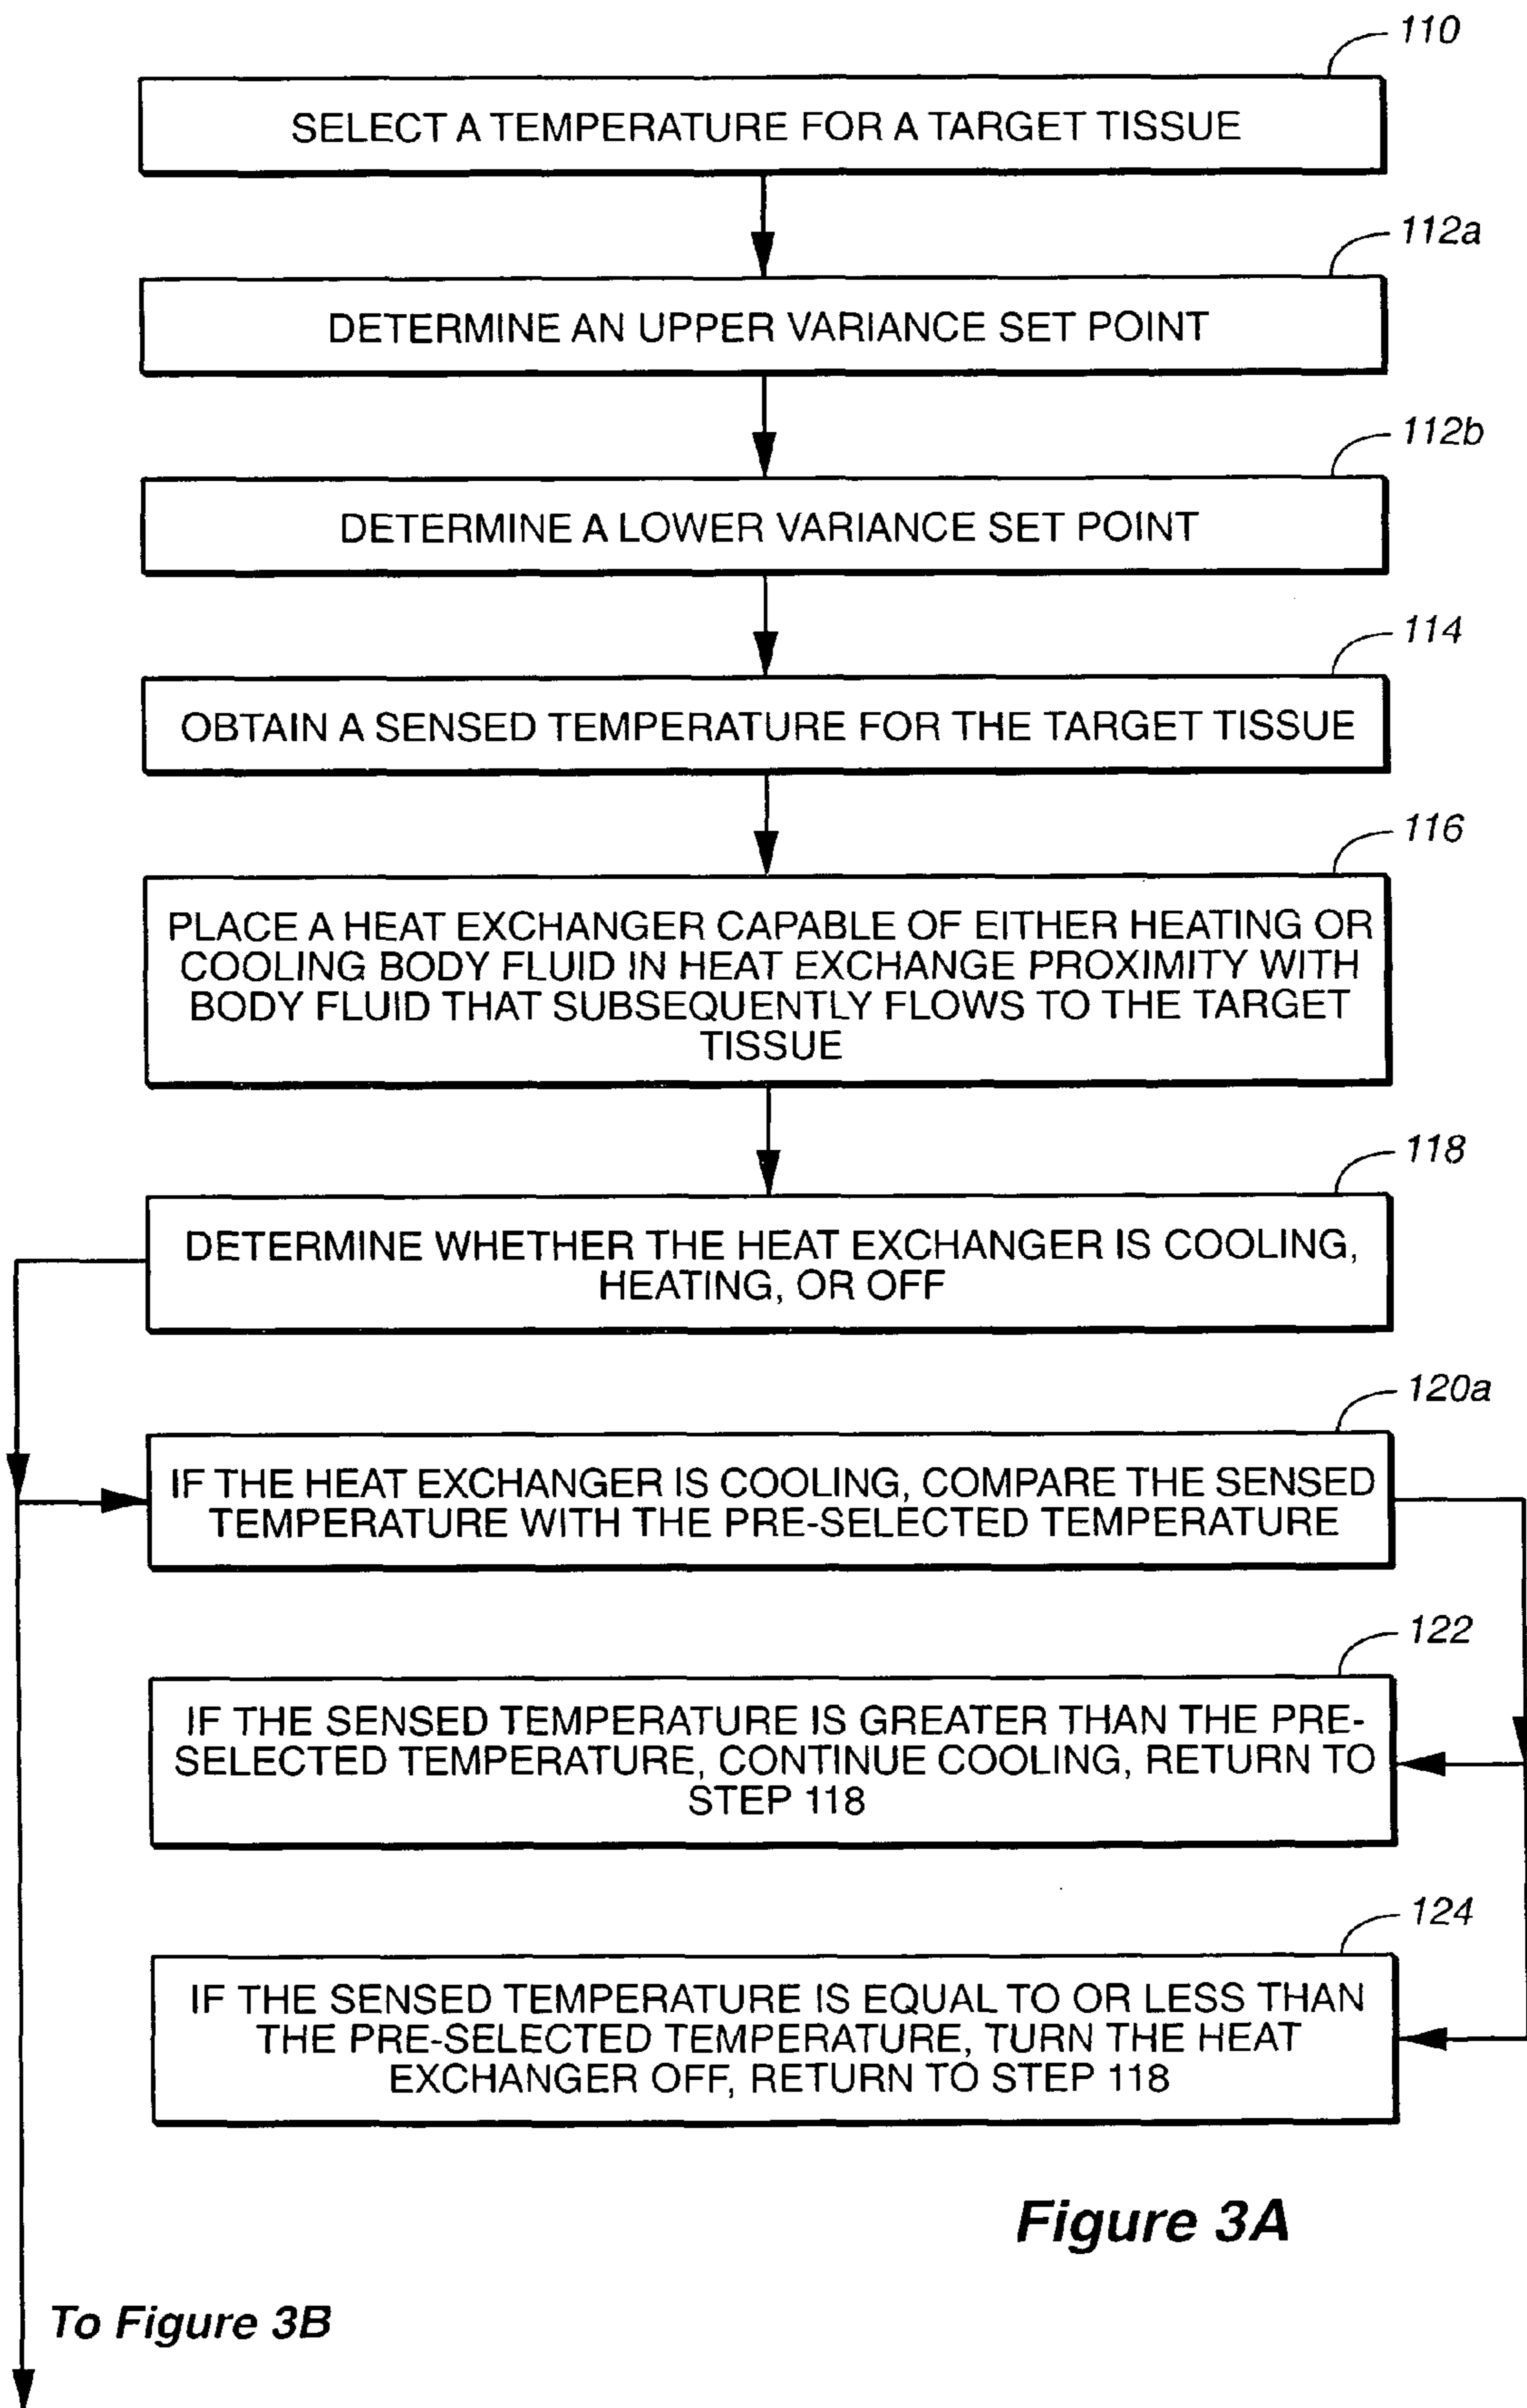 110
SELECT A TEMPERATURE FOR A TARGET TISSUE
112a
DETERMINE AN UPPER VARIANCE SET POINT
112b
DETERMINE A LOWER VARIANCE SET POINT
114
OBTAIN A SENSED TEMPERATURE FOR THE TARGET TISSUE
116
PLACE A HEAT EXCHANGER CAPABLE OF EITHER HEATING OR
COOLING BODY FLUID IN HEAT EXCHANGE PROXIMITY WITH
BODY FLUID THAT SUBSEQUENTLY FLOWS TO THE TARGET
TISSUE
118
DETERMINE WHETHER THE HEAT EXCHANGER IS COOLING,
HEATING, OR OFF
120a
IF THE HEAT EXCHANGER IS COOLING, COMPARE THE SENSED
TEMPERATURE WITH THE PRE-SELECTED TEMPERATURE
122
IF THE SENSED TEMPERATURE IS GREATER THAN THE PRE-
SELECTED TEMPERATURE, CONTINUE COOLING, RETURN TO
STEP 118
124
IF THE SENSED TEMPERATURE IS EQUAL TO OR LESS THAN
THE PRE-SELECTED TEMPERATURE, TURN THE HEAT
EXCHANGER OFF, RETURN TO STEP 118
Figure 3A
To Figure 3B